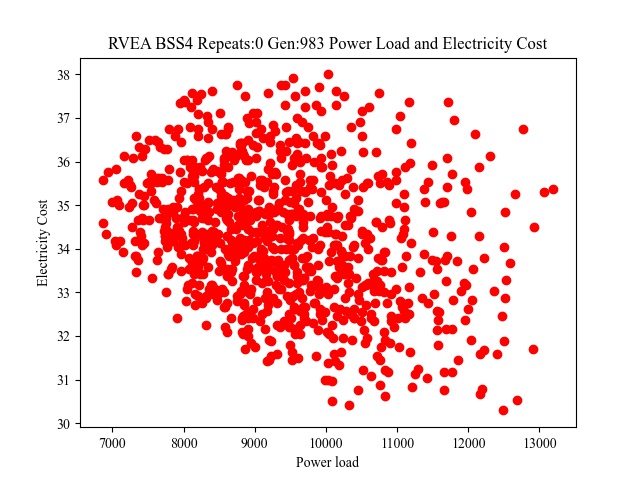 RVEA BSS4 Repeats:0 Gen:983 Power Load and Electricity Cost
38
37
36
35
34
33
32
31
30
Electricity Cost
7000 8000 9000 10000 11000 12000 13000
Power load